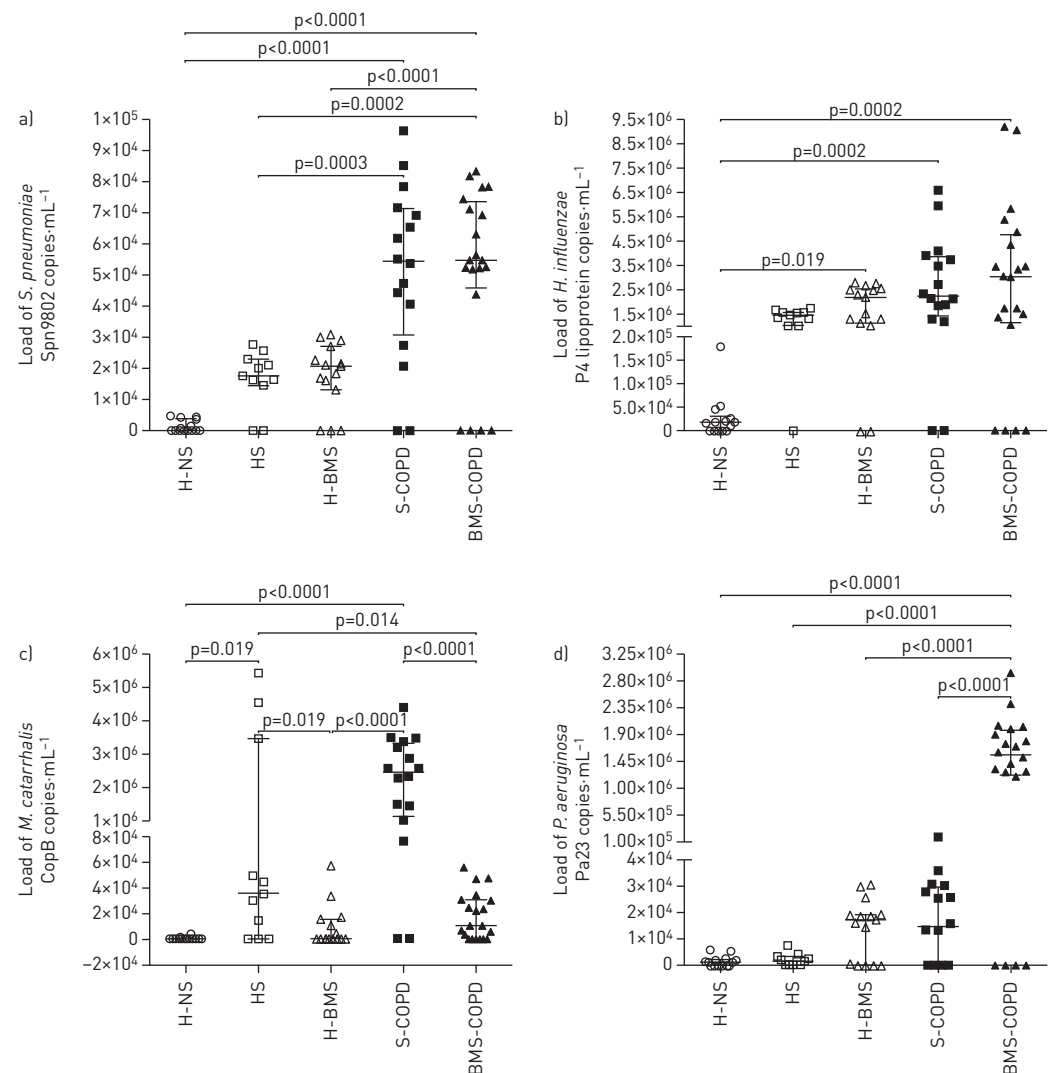 a)
p<0.0001
p<0.0001
p<0.0001
p=0.0002
p=0.0003
Load of S. pneumoniae
Spn9802 copies·mL⁻¹
1×10⁵
9×10⁴
8×10⁴
7×10⁴
6×10⁴
5×10⁴
4×10⁴
3×10⁴
2×10⁴
1×10⁴
0
H-NS
HS
H-BMS
S-COPD
BMS-COPD
b)
p=0.0002
p=0.0002
p=0.019
Load of H. influenzae
P4 lipoprotein copies·mL⁻¹
9.5×10⁶
8.5×10⁶
7.5×10⁶
6.5×10⁶
5.5×10⁶
4.5×10⁶
3.5×10⁶
2.5×10⁶
1.5×10⁶
2.0×10⁵
1.5×10⁵
1.0×10⁵
5.0×10⁴
0
H-NS
HS
H-BMS
S-COPD
BMS-COPD
c)
p<0.0001
p=0.014
p=0.019
p<0.0001
p=0.019
p<0.0001
Load of M. catarrhalis
CopB copies·mL⁻¹
6×10⁶
5×10⁶
4×10⁶
3×10⁶
2×10⁶
1×10⁶
8×10⁴
6×10⁴
4×10⁴
2×10⁴
0
−2×10⁴
H-NS
HS
H-BMS
S-COPD
BMS-COPD
d)
p<0.0001
p<0.0001
p<0.0001
p<0.0001
Load of P. aeruginosa
Pa23 copies·mL⁻¹
3.25×10⁶
2.80×10⁶
2.35×10⁶
1.90×10⁶
1.45×10⁶
1.00×10⁶
5.50×10⁵
1.00×10⁵
4×10⁴
3×10⁴
2×10⁴
1×10⁴
0
H-NS
HS
H-BMS
S-COPD
BMS-COPD